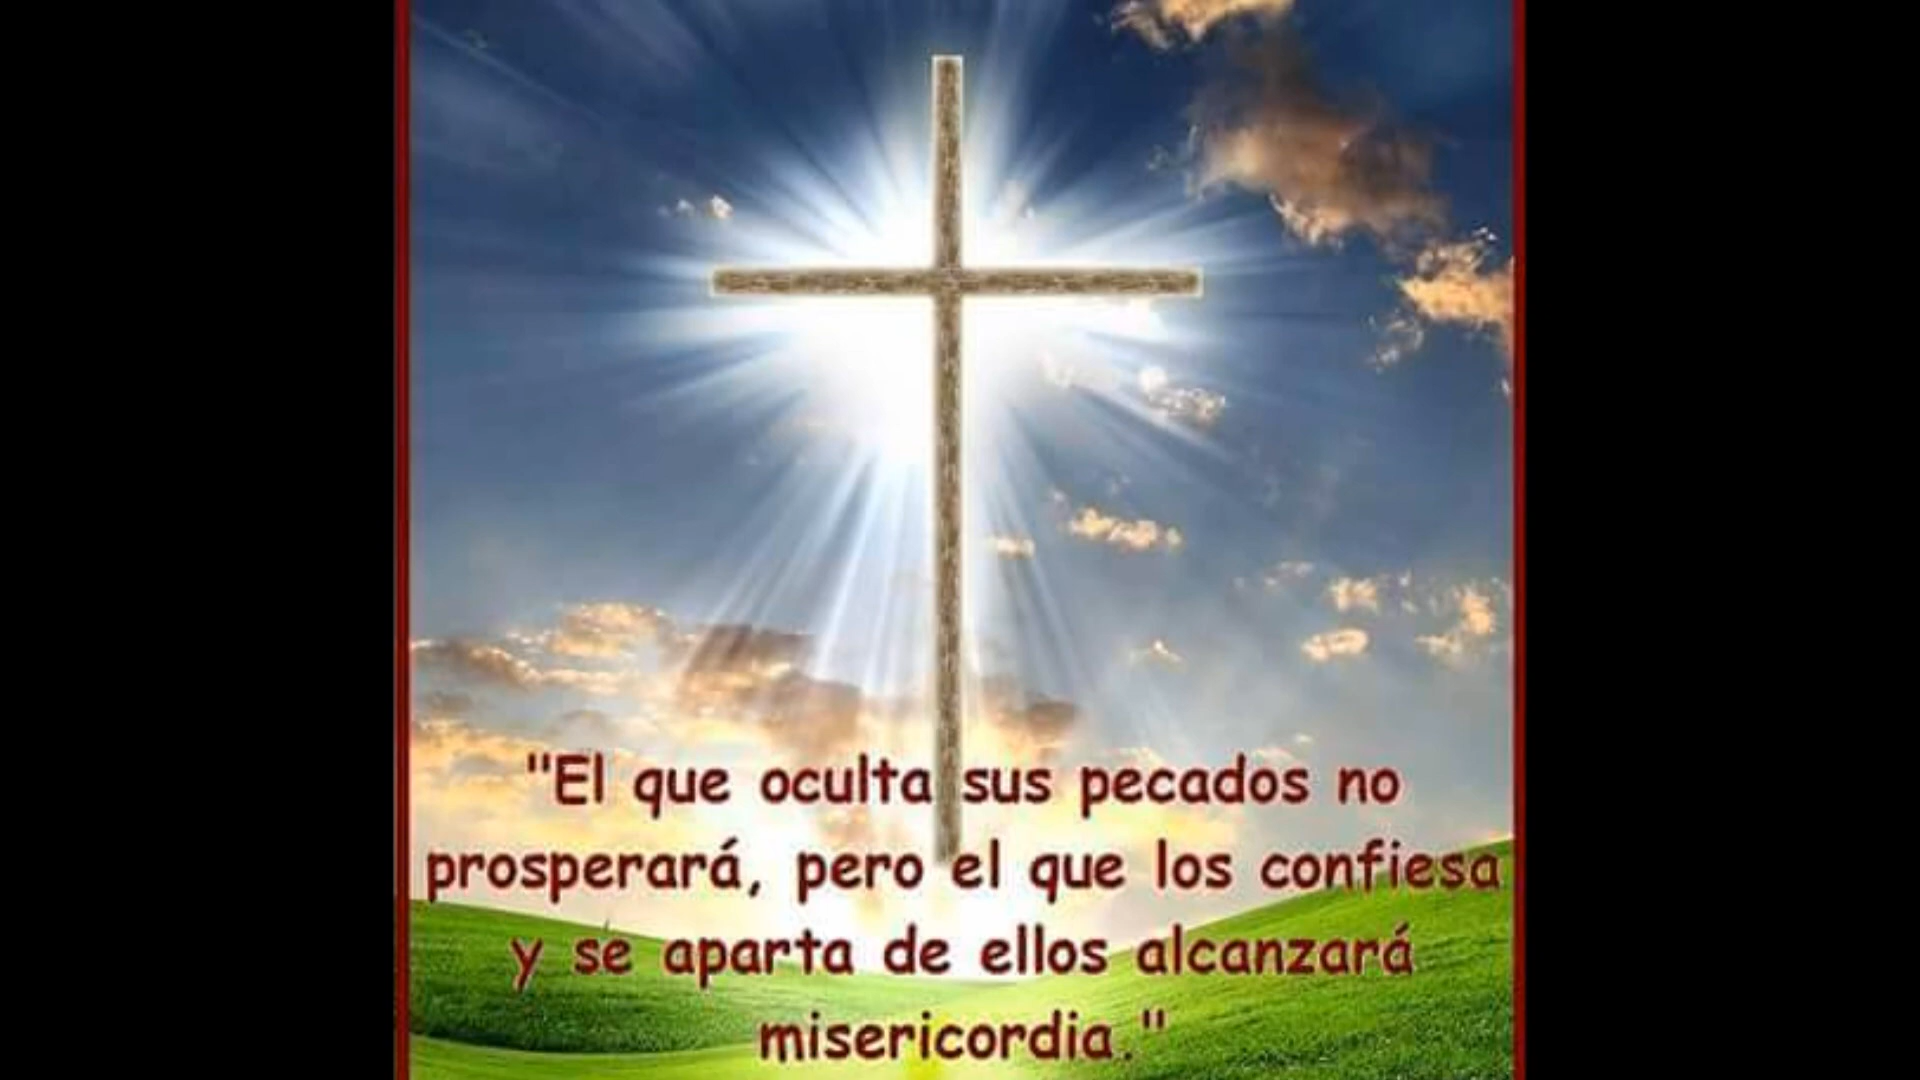 "El que oculta sus pecados no
prosperará, pero el que los confiesa
y se aparta de ellos alcanzará
misericordia."